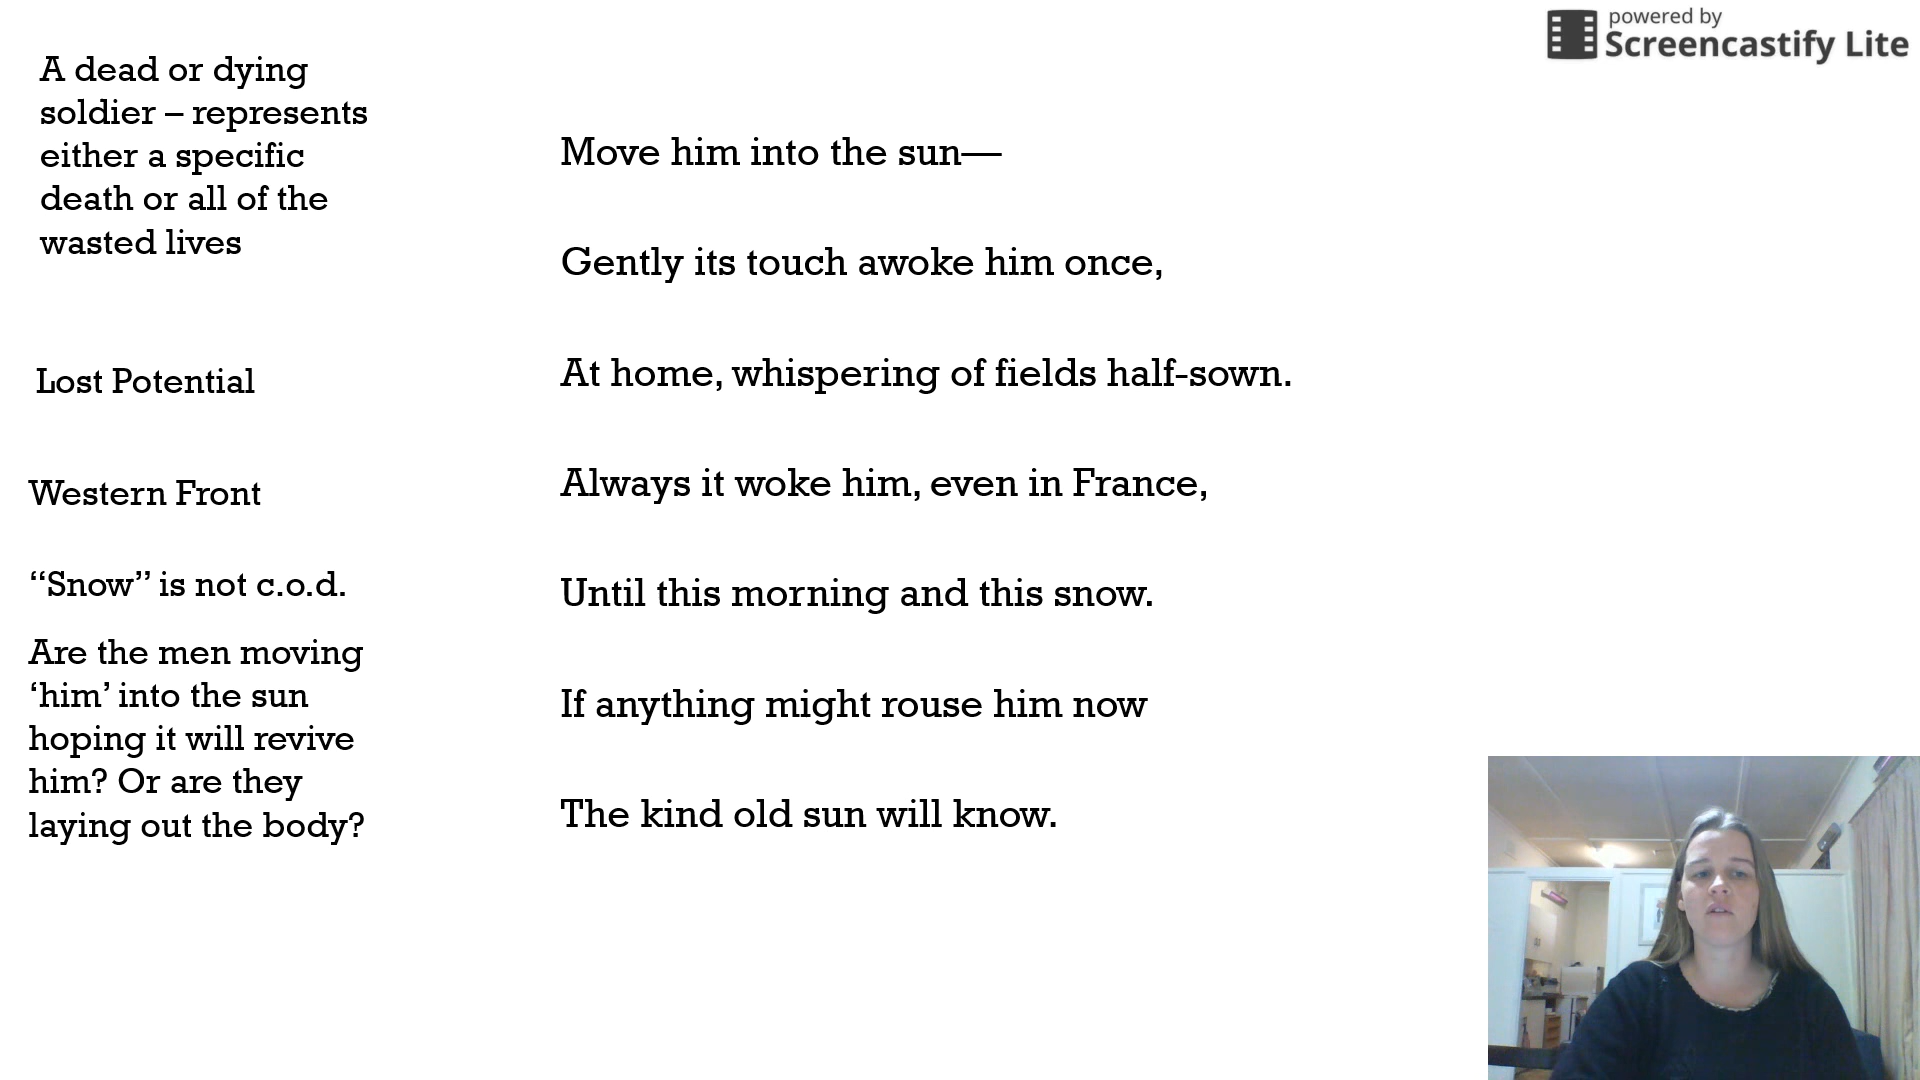 powered by
Screencastify Lite
A dead or dying
soldier – represents
either a specific
death or all of the
wasted lives
Lost Potential
Western Front
“Snow” is not c.o.d.
Are the men moving
‘him’ into the sun
hoping it will revive
him? Or are they
laying out the body?
Move him into the sun—
Gently its touch awoke him once,
At home, whispering of fields half-sown.
Always it woke him, even in France,
Until this morning and this snow.
If anything might rouse him now
The kind old sun will know.